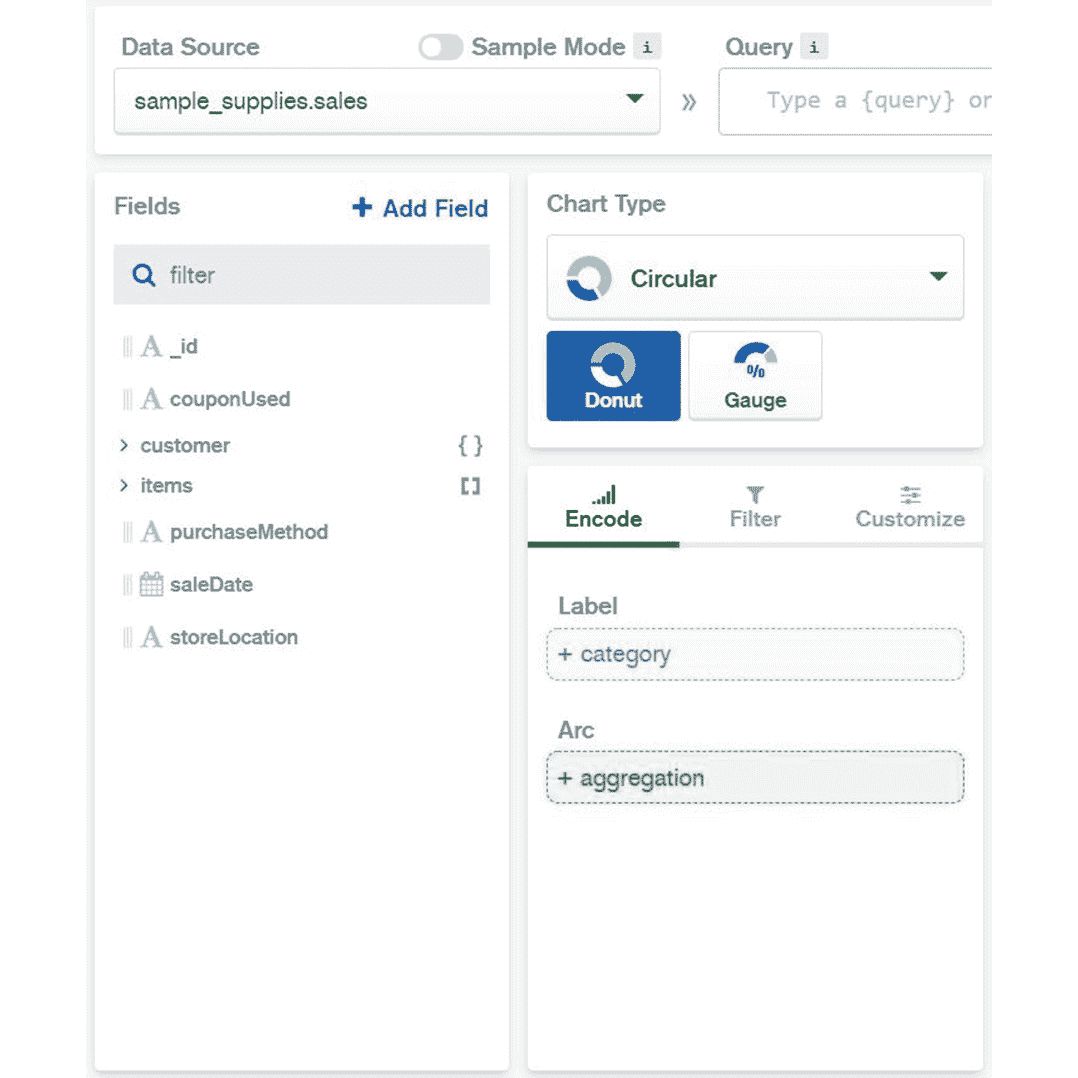 Data Source
Sample Mode i
Query i
sample_supplies.sales
»
Type a {query} or
Fields
+ Add Field
filter
A _id
A couponUsed
> customer { }
> items [ ]
A purchaseMethod
saleDate
A storeLocation
Chart Type
Circular
Donut
%
Gauge
Encode
Filter
Customize
Label
+ category
Arc
+ aggregation